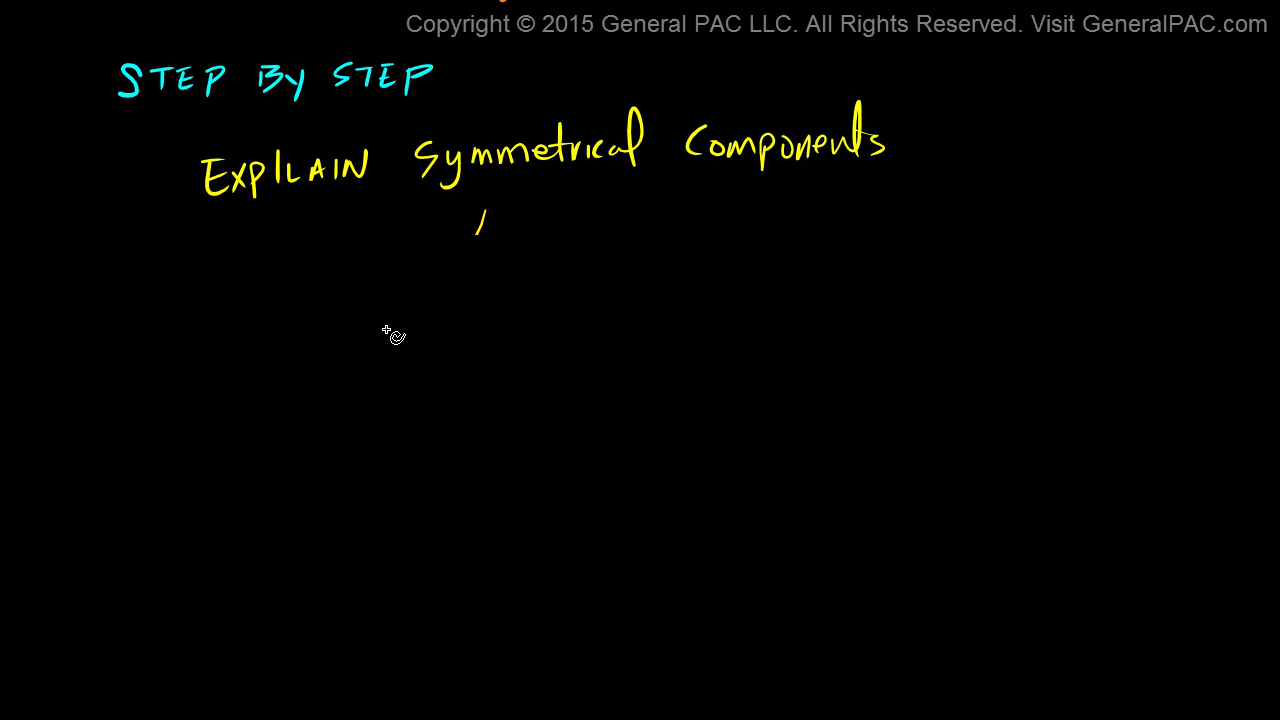 Copyright © 2015 General PAC LLC. All Rights Reserved. Visit GeneralPAC.com
STEP By STEP
EXPLAIN Symmetrical Components